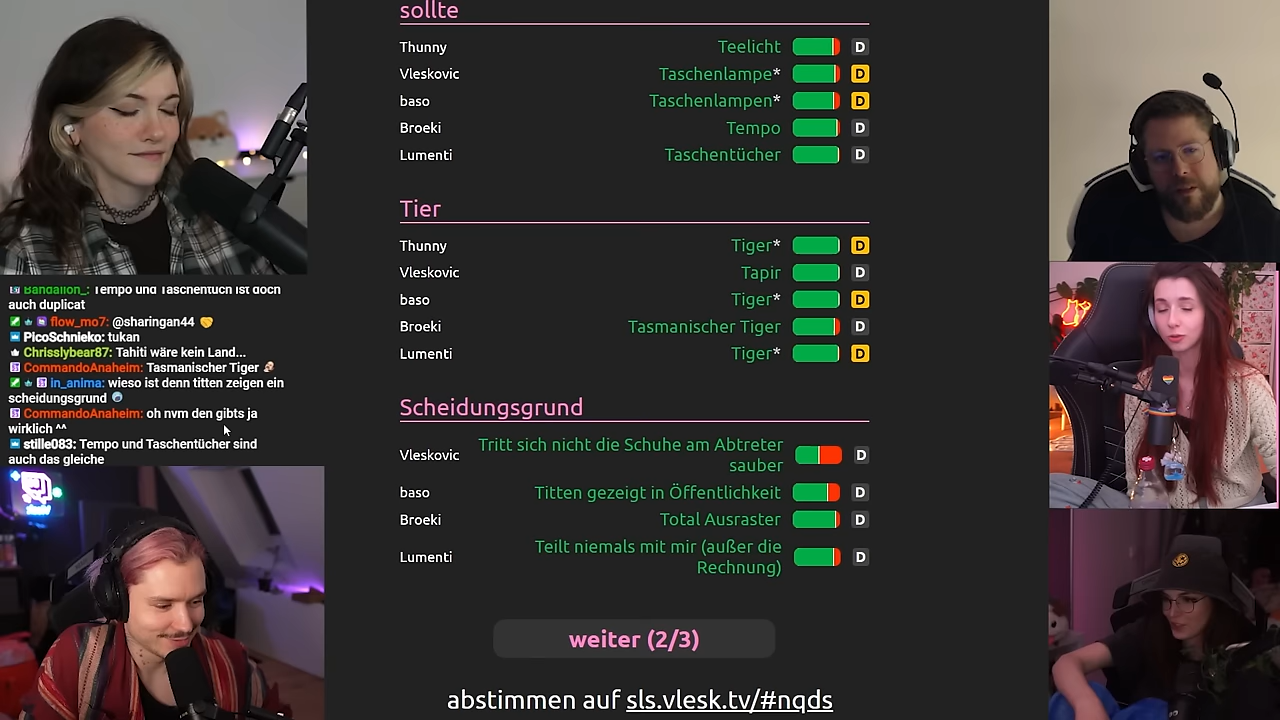 sollte
Thunny Teelicht D
Vleskovic Taschenlampe* D
baso Taschenlampen* D
Broeki Tempo D
Lumenti Taschentücher D
Tier
Thunny Tiger* D
Vleskovic Tapir D
baso Tiger* D
Broeki Tasmanischer Tiger D
Lumenti Tiger* D
Scheidungsgrund
Vleskovic Tritt sich nicht die Schuhe am Abtreter
sauber D
baso Titten gezeigt in Öffentlichkeit D
Broeki Total Ausraster D
Lumenti Teilt niemals mit mir (außer die
Rechnung) D
weiter (2/3)
abstimmen auf sls.vlesk.tv/#nqds
Bandalion_: Tempo und Taschentuch ist doch
auch duplicat
flow_mo7: @sharingan44
PicoSchnieko: tukan
Chrisslybear87: Tahiti wäre kein Land...
CommandoAnaheim: Tasmanischer Tiger
in_anima: wieso ist denn titten zeigen ein
scheidungsgrund
CommandoAnaheim: oh nvm den gibts ja
wirklich ^^
stille083: Tempo und Taschentücher sind
auch das gleiche